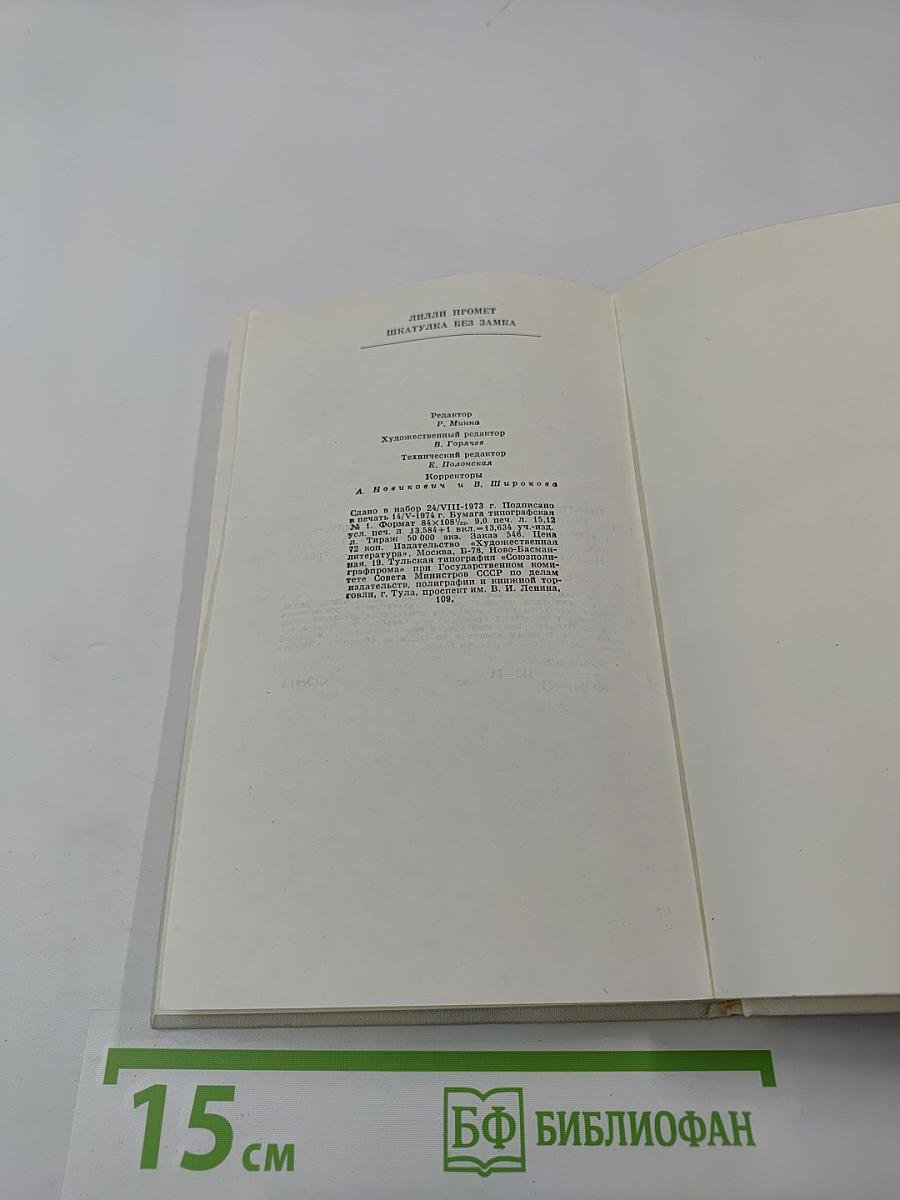 ЛИЛЛИ ПРОМЕТ
ШКАТУЛКА БЕЗ ЗАМКА
Редактор
Р. Минна
Художественный редактор
В. Горячев
Технический редактор
Е. Полонская
Корректоры
А. Новикович и В. Широкова
Сдано в набор 24/VIII-1973 г. Подписано
в печать 14/V-1974 г. Бумага типографская
№ 1. Формат 84×108¹/₃₂. 9,0 печ. л. 15,12
усл. печ. л 13,584+1 вкл.=13,634 уч.-изд.
л. Тираж 50 000 экз. Заказ 546. Цена
72 коп. Издательство «Художественная
литература». Москва, Б-78, Ново-Басман-
ная, 19. Тульская типография «Союзполи-
графпрома» при Государственном коми-
тете Совета Министров СССР по делам
издательств, полиграфии и книжной тор-
говли, г. Тула, проспект им. В. И. Ленина,
109.
15 см
БФ БИБЛИОФАН